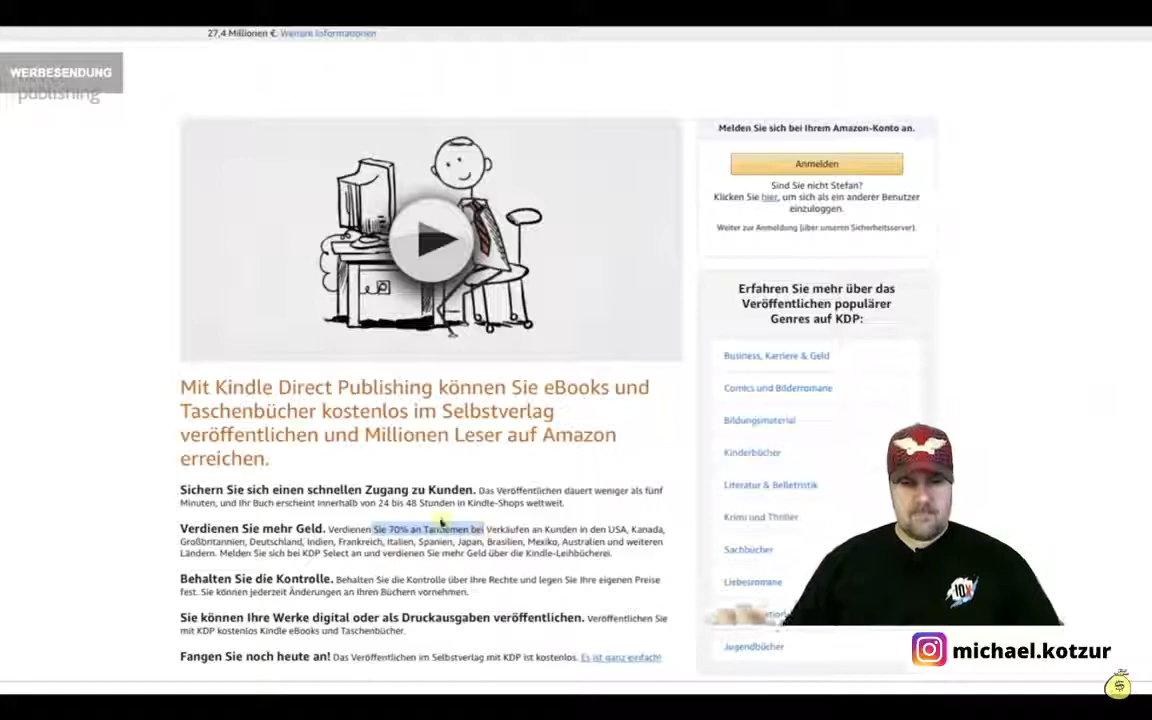 27,4 Millionen €. Weitere Informationen
WERBESENDUNG
publishing
Melden Sie sich bei Ihrem Amazon-Konto an.
Anmelden
Sind Sie nicht Stefan?
Klicken Sie hier, um sich als ein anderer Benutzer
einzuloggen.
Weiter zur Anmeldung (über unseren Sicherheitsserver).
Erfahren Sie mehr über das
Veröffentlichen populärer
Genres auf KDP:
Business, Karriere & Geld
Comics und Bilderromane
Bildungsmaterial
Kinderbücher
Literatur & Belletristik
Krimi und Thriller
Sachbücher
Liebesromane
Jugendbücher
Mit Kindle Direct Publishing können Sie eBooks und
Taschenbücher kostenlos im Selbstverlag
veröffentlichen und Millionen Leser auf Amazon
erreichen.
Sichern Sie sich einen schnellen Zugang zu Kunden. Das Veröffentlichen dauert weniger als fünf
Minuten, und Ihr Buch erscheint innerhalb von 24 bis 48 Stunden in Kindle-Shops weltweit.
Verdienen Sie mehr Geld. Verdienen Sie 70% an Tantiemen bei Verkäufen an Kunden in den USA, Kanada,
Großbritannien, Deutschland, Indien, Frankreich, Italien, Spanien, Japan, Brasilien, Mexiko, Australien und weiteren
Ländern. Melden Sie sich bei KDP Select an und verdienen Sie mehr Geld über die Kindle-Leihbücherei.
Behalten Sie die Kontrolle. Behalten Sie die Kontrolle über Ihre Rechte und legen Sie Ihre eigenen Preise
fest. Sie können jederzeit Änderungen an Ihren Büchern vornehmen.
Sie können Ihre Werke digital oder als Druckausgaben veröffentlichen. Veröffentlichen Sie
mit KDP kostenlos Kindle eBooks und Taschenbücher.
Fangen Sie noch heute an! Das Veröffentlichen im Selbstverlag mit KDP ist kostenlos. Es ist ganz einfach!
10X
michael.kotzur